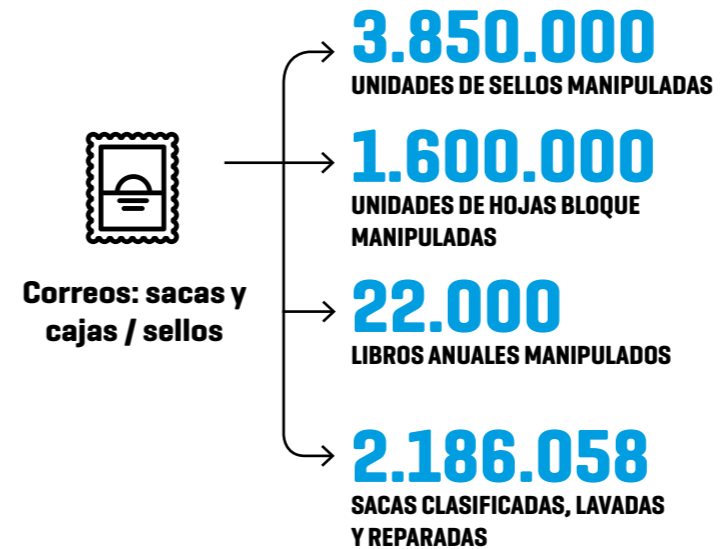 Correos: sacas y
cajas / sellos
3.850.000
UNIDADES DE SELLOS MANIPULADAS
1.600.000
UNIDADES DE HOJAS BLOQUE
MANIPULADAS
22.000
LIBROS ANUALES MANIPULADOS
2.186.058
SACAS CLASIFICADAS, LAVADAS
Y REPARADAS